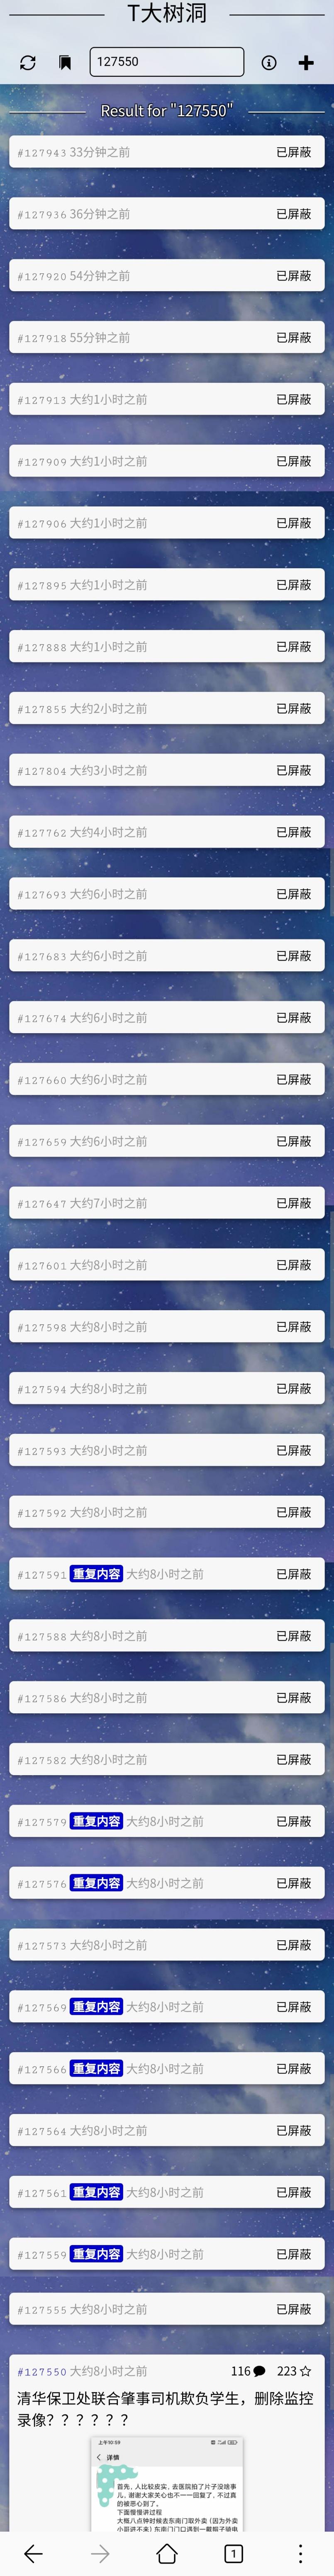 T大树洞
127550
Result for "127550"
#127943 33分钟之前 已屏蔽
#127936 36分钟之前 已屏蔽
#127920 54分钟之前 已屏蔽
#127918 55分钟之前 已屏蔽
#127913 大约1小时之前 已屏蔽
#127909 大约1小时之前 已屏蔽
#127906 大约1小时之前 已屏蔽
#127895 大约1小时之前 已屏蔽
#127888 大约1小时之前 已屏蔽
#127855 大约2小时之前 已屏蔽
#127804 大约3小时之前 已屏蔽
#127762 大约4小时之前 已屏蔽
#127693 大约6小时之前 已屏蔽
#127683 大约6小时之前 已屏蔽
#127674 大约6小时之前 已屏蔽
#127660 大约6小时之前 已屏蔽
#127659 大约6小时之前 已屏蔽
#127647 大约7小时之前 已屏蔽
#127601 大约8小时之前 已屏蔽
#127598 大约8小时之前 已屏蔽
#127594 大约8小时之前 已屏蔽
#127593 大约8小时之前 已屏蔽
#127592 大约8小时之前 已屏蔽
#127591 重复内容 大约8小时之前 已屏蔽
#127588 大约8小时之前 已屏蔽
#127586 大约8小时之前 已屏蔽
#127582 大约8小时之前 已屏蔽
#127579 重复内容 大约8小时之前 已屏蔽
#127576 重复内容 大约8小时之前 已屏蔽
#127573 大约8小时之前 已屏蔽
#127569 重复内容 大约8小时之前 已屏蔽
#127566 重复内容 大约8小时之前 已屏蔽
#127564 大约8小时之前 已屏蔽
#127561 重复内容 大约8小时之前 已屏蔽
#127559 重复内容 大约8小时之前 已屏蔽
#127555 大约8小时之前 已屏蔽
#127550 大约8小时之前 116 223
清华保卫处联合肇事司机欺负学生，删除监控
录像？？？？？？
上午10:59
详情
首先，人比较皮实，去医院拍了片子没啥事
儿，谢谢大家关心也不一一回复了。不过真
的被恶心到了。
下面慢慢讲过程
大概八点钟时候去东南门取外卖（因为外卖
1